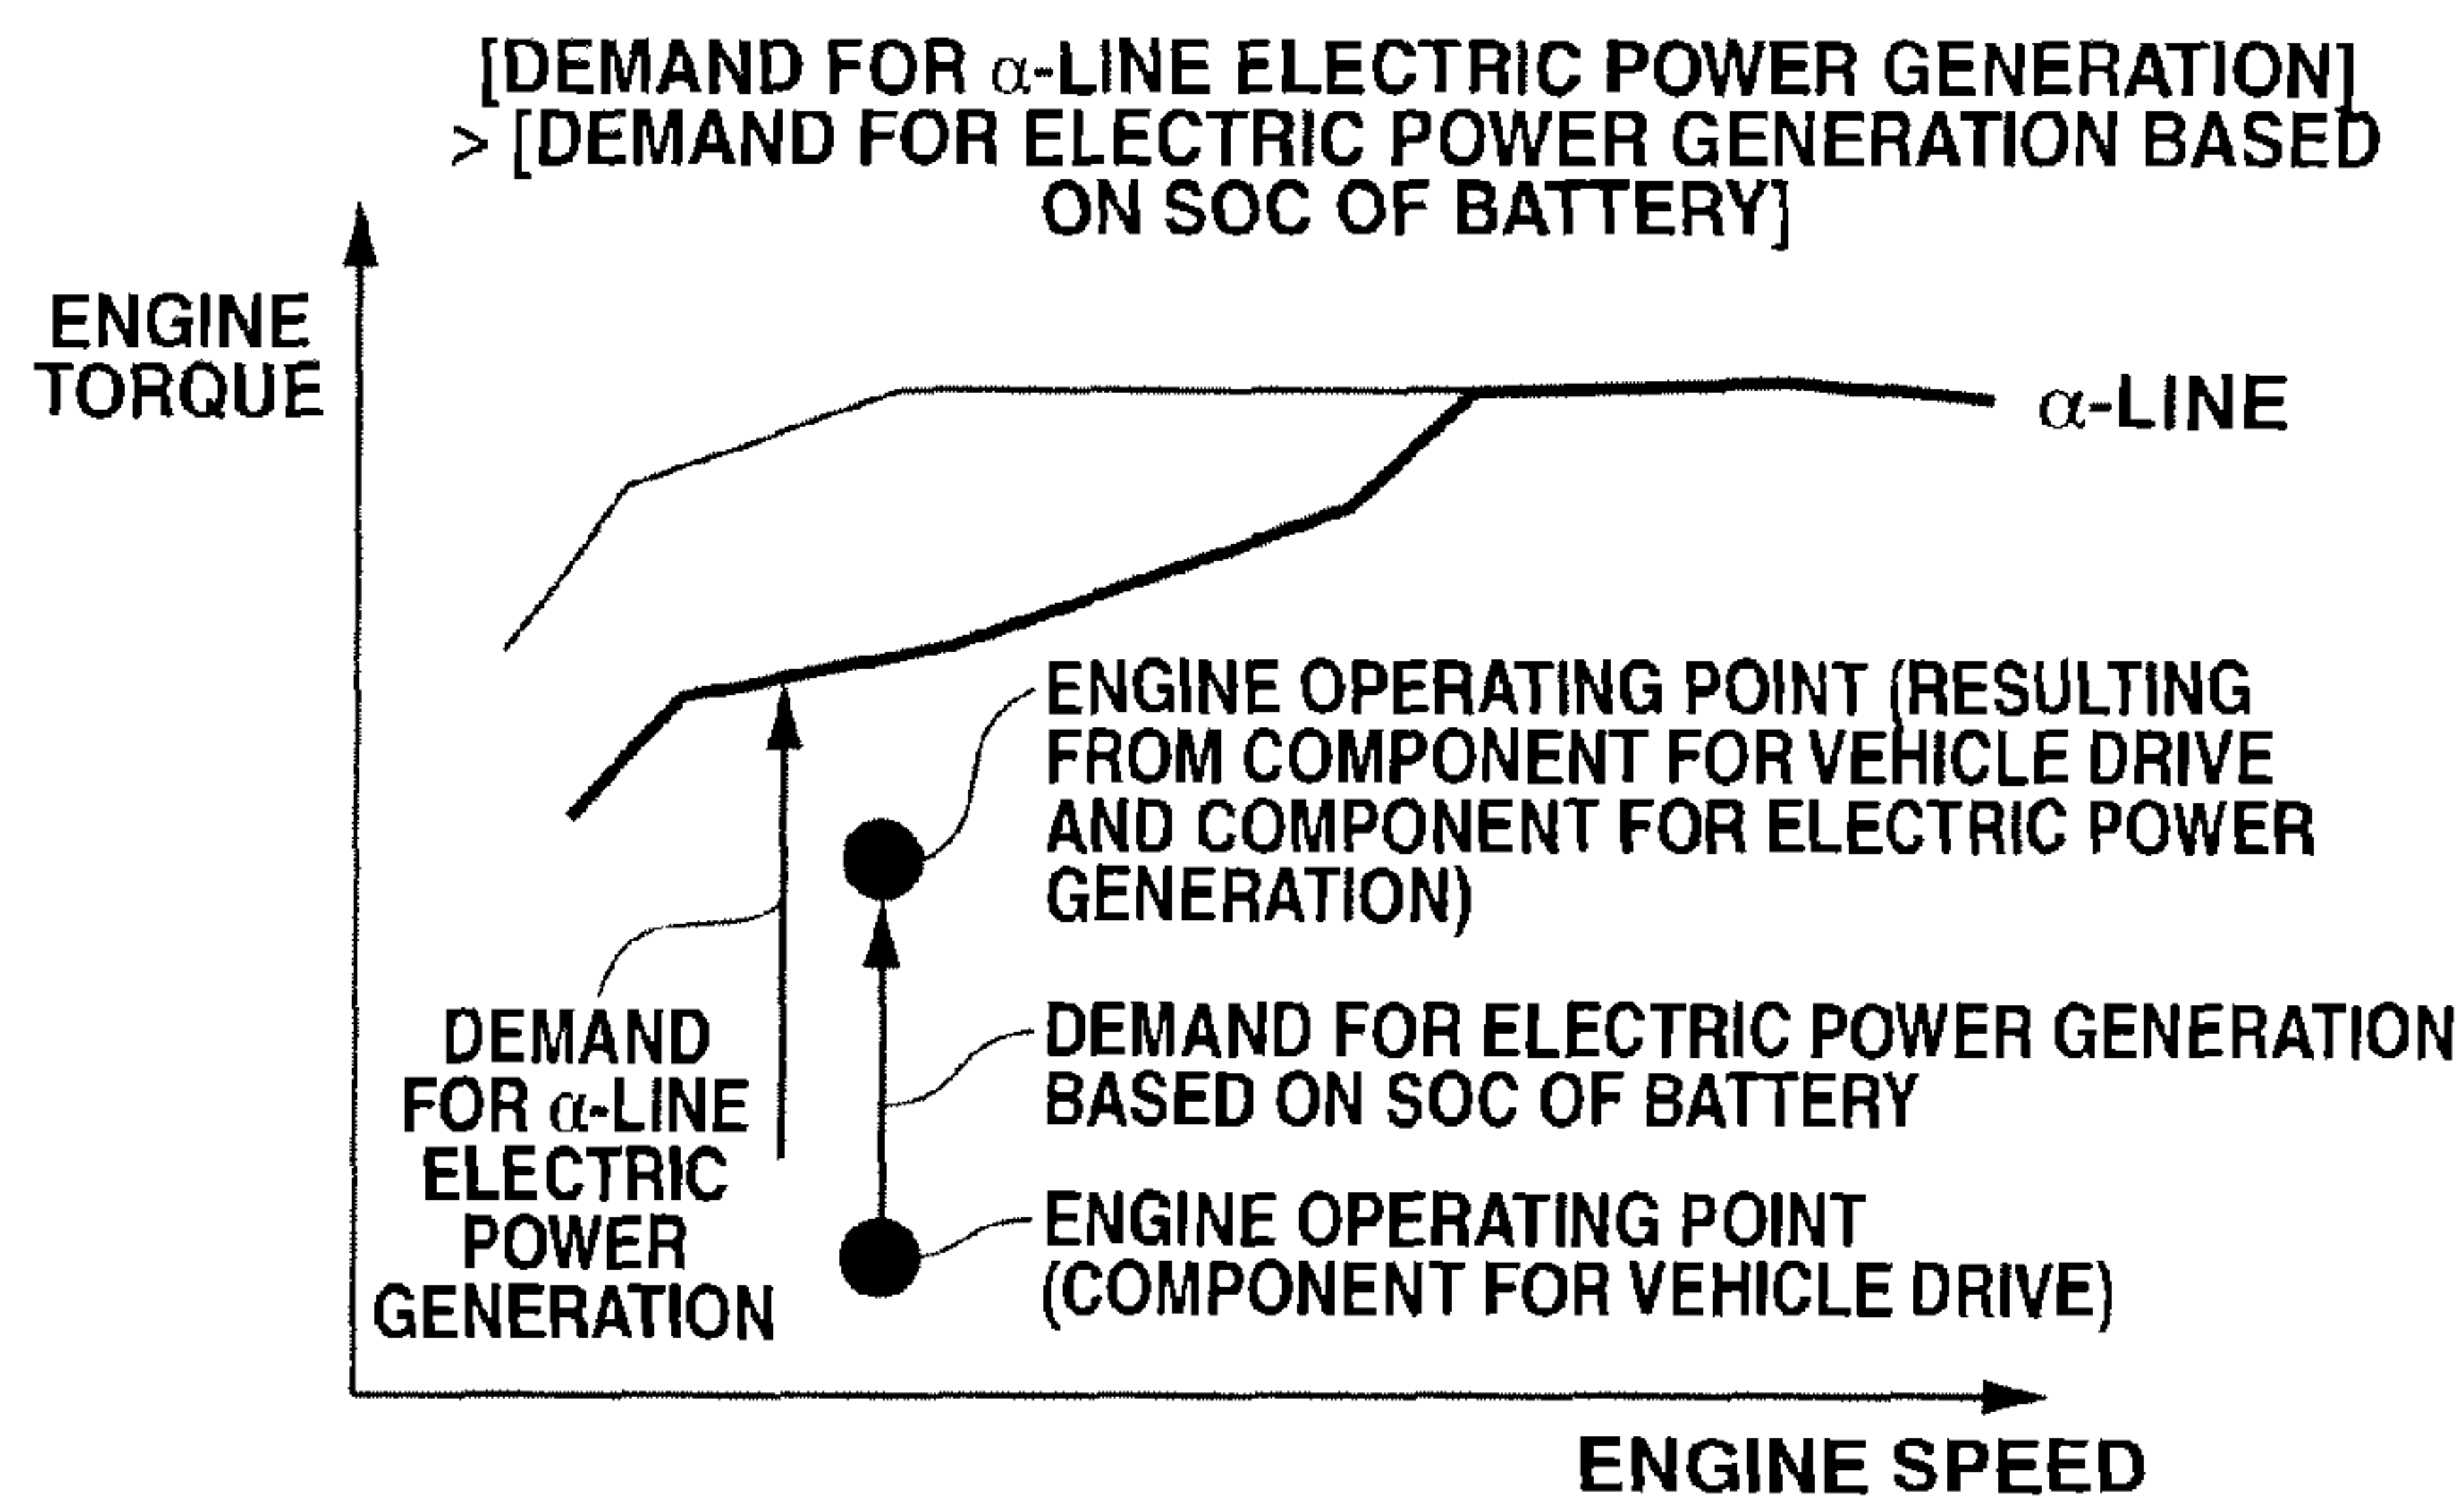 [DEMAND FOR α-LINE ELECTRIC POWER GENERATION]
> [DEMAND FOR ELECTRIC POWER GENERATION BASED
ON SOC OF BATTERY]
ENGINE
TORQUE
α-LINE
ENGINE OPERATING POINT (RESULTING
FROM COMPONENT FOR VEHICLE DRIVE
AND COMPONENT FOR ELECTRIC POWER
GENERATION)
DEMAND
FOR α-LINE
ELECTRIC
POWER
GENERATION
DEMAND FOR ELECTRIC POWER GENERATION
BASED ON SOC OF BATTERY
ENGINE OPERATING POINT
(COMPONENT FOR VEHICLE DRIVE)
ENGINE SPEED